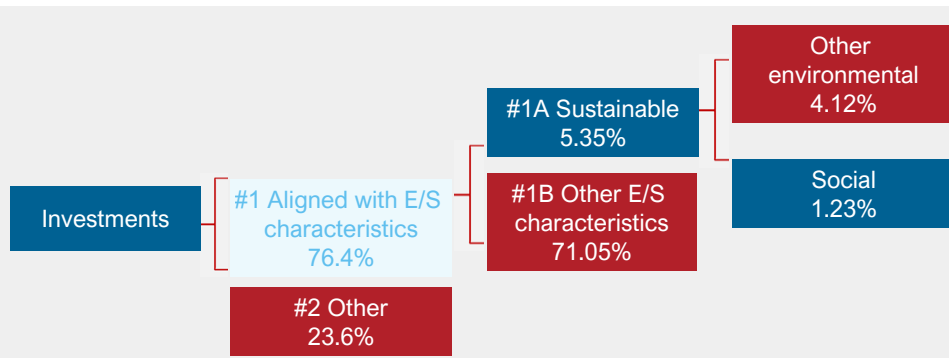 Investments
#1 Aligned with E/S
characteristics
76.4%
#2 Other
23.6%
#1A Sustainable
5.35%
#1B Other E/S
characteristics
71.05%
Other
environmental
4.12%
Social
1.23%